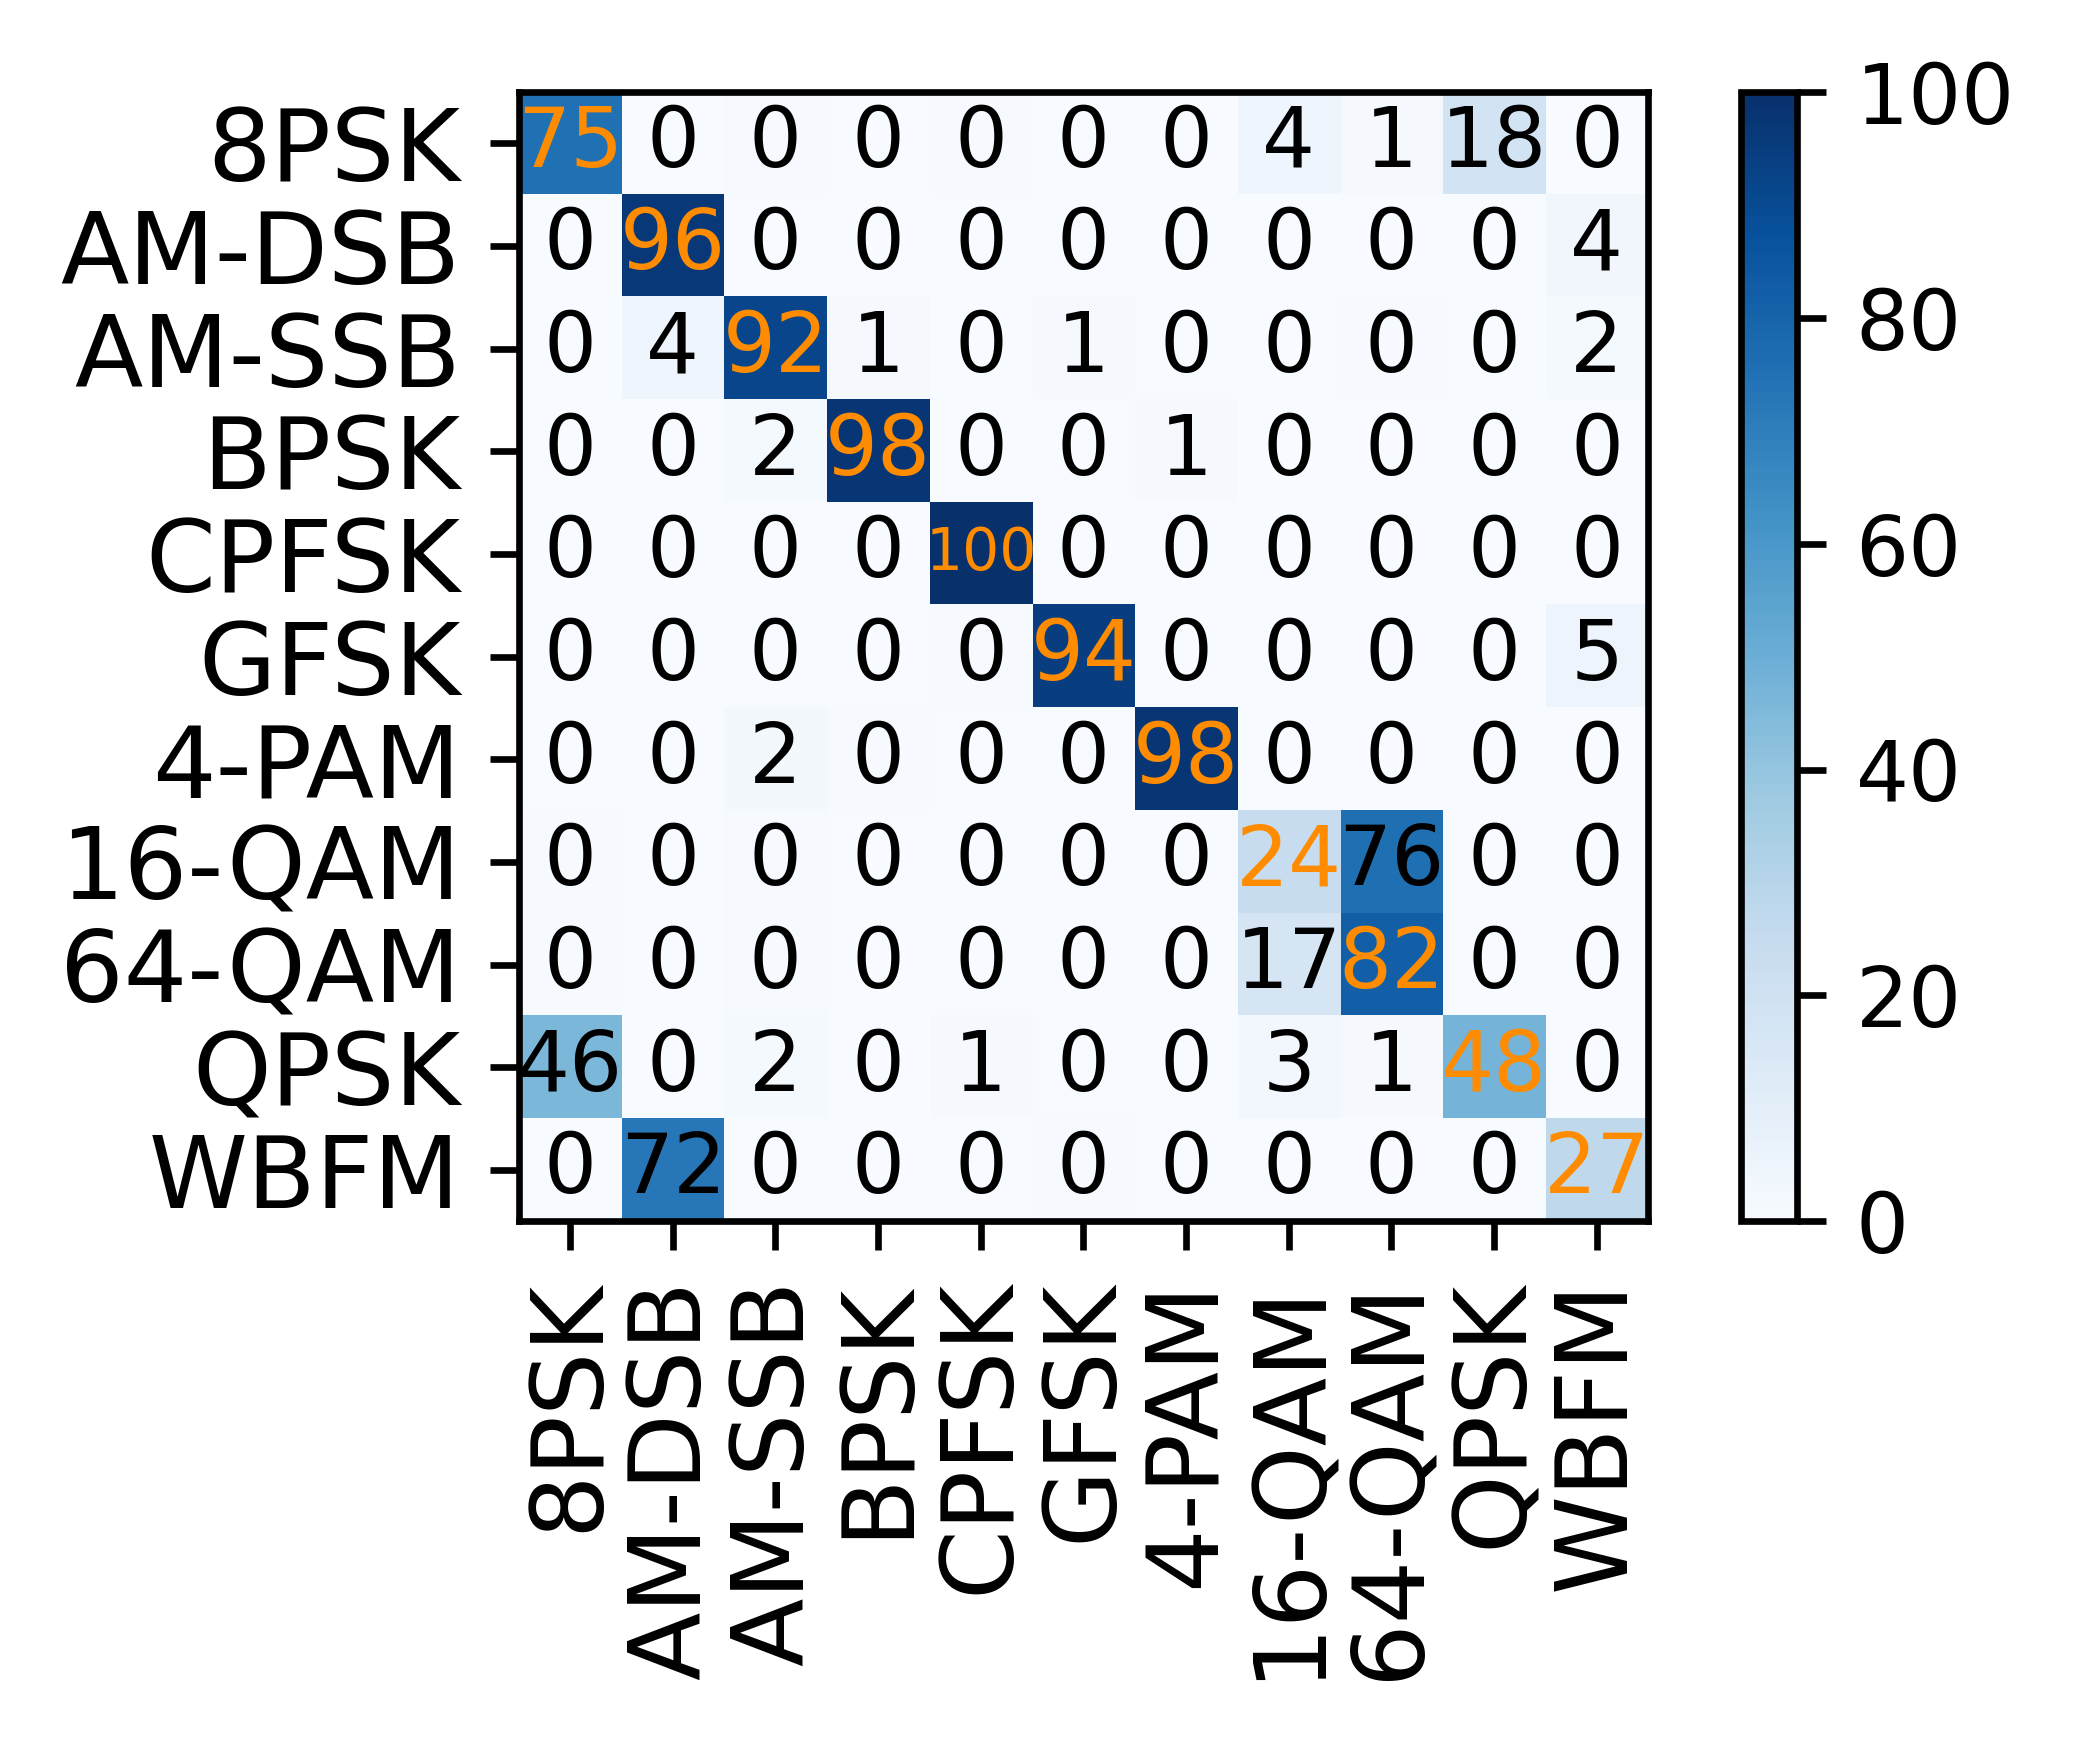 8PSK 75 0 0 0 0 0 0 4 1 18 0
AM-DSB 0 96 0 0 0 0 0 0 0 0 4
AM-SSB 0 4 92 1 0 1 0 0 0 0 2
BPSK 0 0 2 98 0 0 1 0 0 0 0
CPFSK 0 0 0 0 100 0 0 0 0 0 0
GFSK 0 0 0 0 0 94 0 0 0 0 5
4-PAM 0 0 2 0 0 0 98 0 0 0 0
16-QAM 0 0 0 0 0 0 0 24 76 0 0
64-QAM 0 0 0 0 0 0 0 17 82 0 0
QPSK 46 0 2 0 1 0 0 3 1 48 0
WBFM 0 72 0 0 0 0 0 0 0 0 27
8PSK
AM-DSB
AM-SSB
BPSK
CPFSK
GFSK
4-PAM
16-QAM
64-QAM
QPSK
WBFM
100
80
60
40
20
0